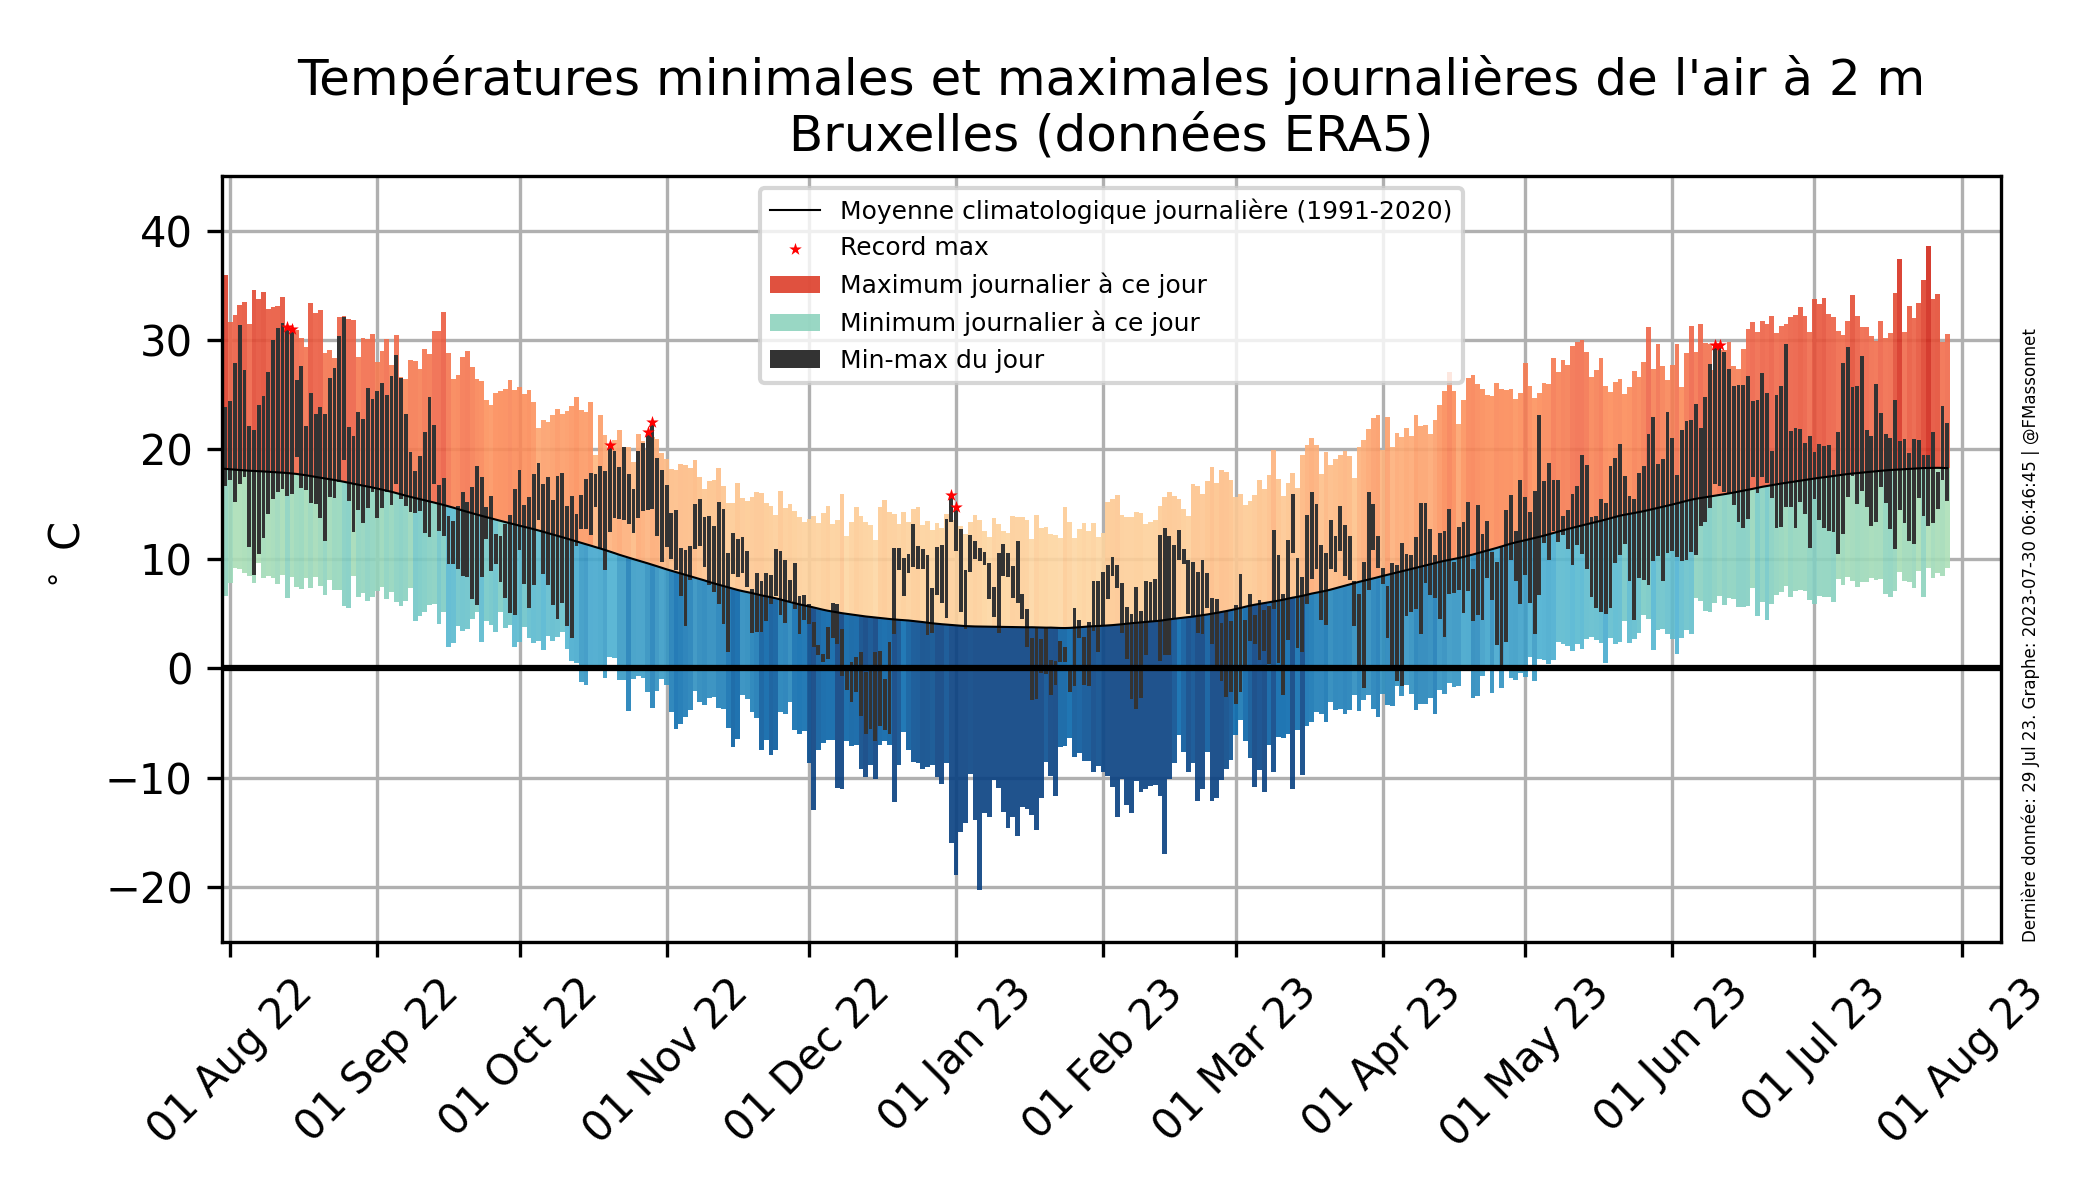 Températures minimales et maximales journalières de l'air à 2 m
Bruxelles (données ERA5)
Moyenne climatologique journalière (1991-2020)
Record max
Maximum journalier à ce jour
Minimum journalier à ce jour
Min-max du jour
° C
40
30
20
10
0
−10
−20
01 Aug 22
01 Sep 22
01 Oct 22
01 Nov 22
01 Dec 22
01 Jan 23
01 Feb 23
01 Mar 23
01 Apr 23
01 May 23
01 Jun 23
01 Jul 23
01 Aug 23
Dernière donnée: 29 Jul 23. Graphe: 2023-07-30 06:46:45 | @FMassonnet